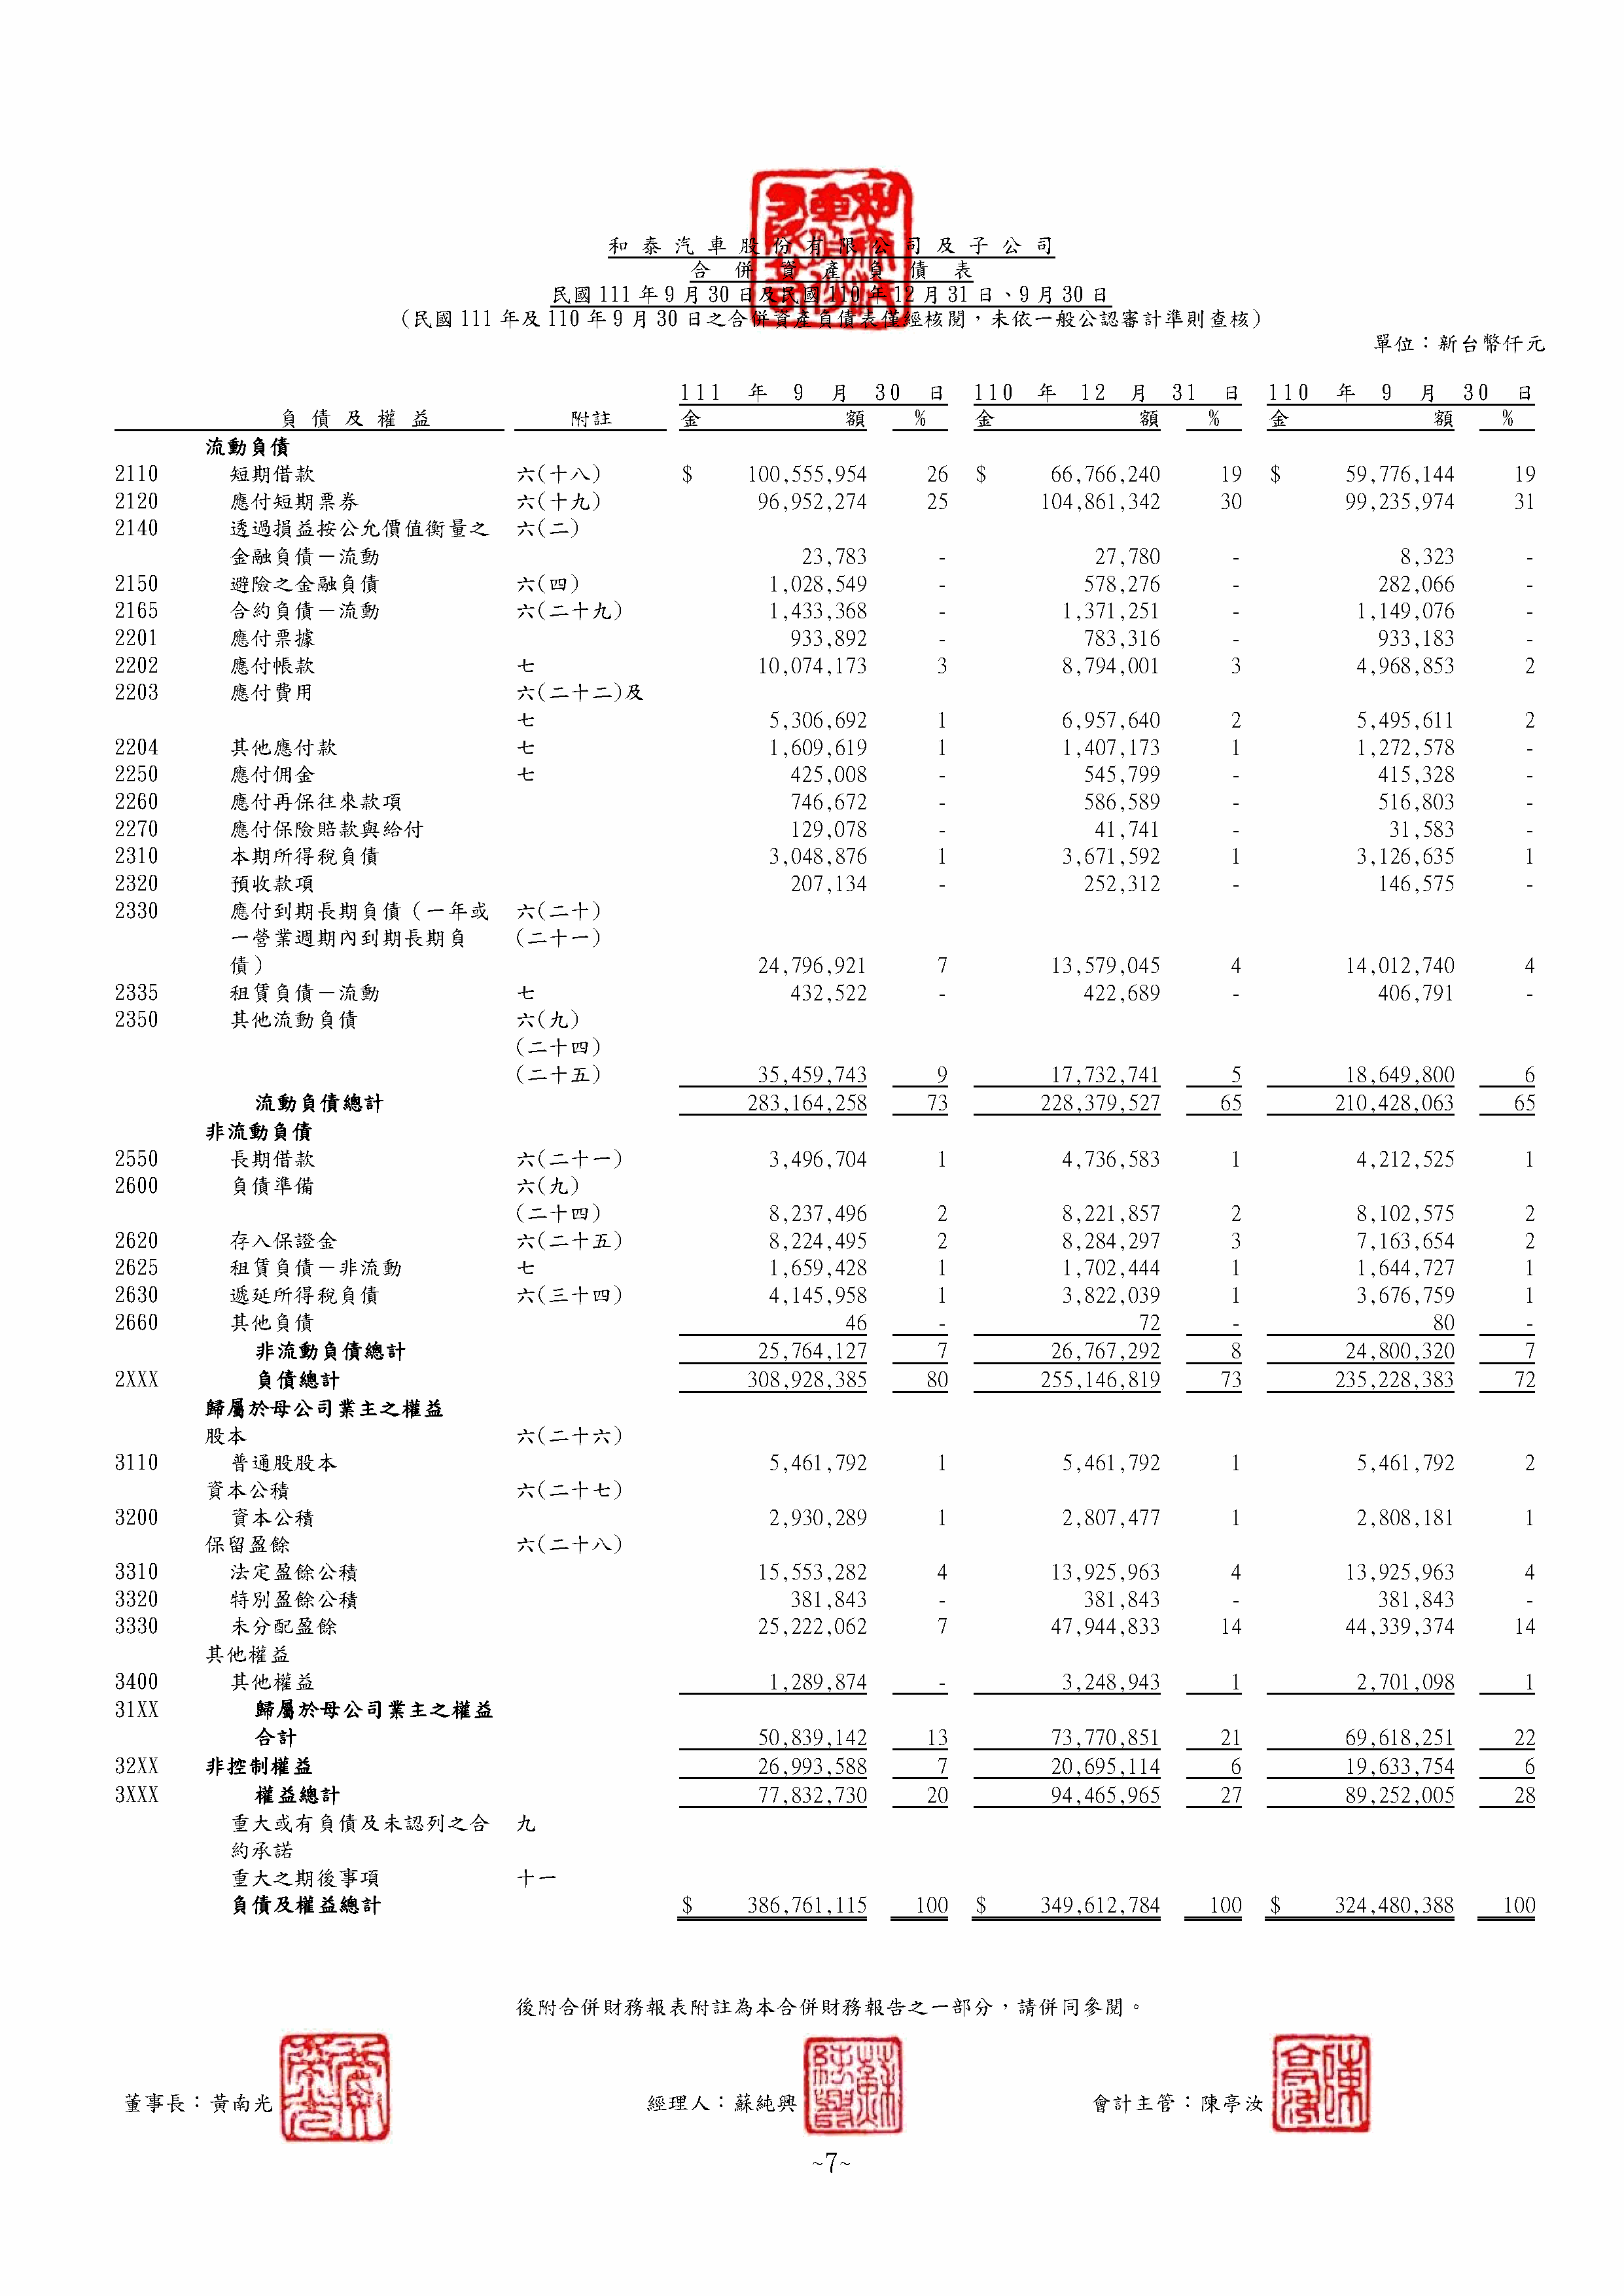 和泰汽車股份有限公司及子公司
合併資產負債表
民國111年9月30日及民國110年12月31日、9月30日
（民國111年及110年9月30日之合併資產負債表僅經核閱，未依一般公認審計準則查核）
單位：新台幣仟元
111 年 9 月 30 日 110 年 12 月 31 日 110 年 9 月 30 日
負債及權益 附註 金額 % 金額 % 金額 %
流動負債
2110 短期借款 六(十八) $ 100,555,954 26 $ 66,766,240 19 $ 59,776,144 19
2120 應付短期票券 六(十九) 96,952,274 25 104,861,342 30 99,235,974 31
2140 透過損益按公允價值衡量之 六(二)
金融負債－流動 23,783 - 27,780 - 8,323 -
2150 避險之金融負債 六(四) 1,028,549 - 578,276 - 282,066 -
2165 合約負債－流動 六(二十九) 1,433,368 - 1,371,251 - 1,149,076 -
2201 應付票據 933,892 - 783,316 - 933,183 -
2202 應付帳款 七 10,074,173 3 8,794,001 3 4,968,853 2
2203 應付費用 六(二十二)及
七 5,306,692 1 6,957,640 2 5,495,611 2
2204 其他應付款 七 1,609,619 1 1,407,173 1 1,272,578 -
2250 應付佣金 七 425,008 - 545,799 - 415,328 -
2260 應付再保往來款項 746,672 - 586,589 - 516,803 -
2270 應付保險賠款與給付 129,078 - 41,741 - 31,583 -
2310 本期所得稅負債 3,048,876 1 3,671,592 1 3,126,635 1
2320 預收款項 207,134 - 252,312 - 146,575 -
2330 應付到期長期負債（一年或 六(二十)
一營業週期內到期長期負 (二十一)
債） 24,796,921 7 13,579,045 4 14,012,740 4
2335 租賃負債－流動 七 432,522 - 422,689 - 406,791 -
2350 其他流動負債 六(九)
(二十四)
(二十五) 35,459,743 9 17,732,741 5 18,649,800 6
流動負債總計 283,164,258 73 228,379,527 65 210,428,063 65
非流動負債
2550 長期借款 六(二十一) 3,496,704 1 4,736,583 1 4,212,525 1
2600 負債準備 六(九)
(二十四) 8,237,496 2 8,221,857 2 8,102,575 2
2620 存入保證金 六(二十五) 8,224,495 2 8,284,297 3 7,163,654 2
2625 租賃負債－非流動 七 1,659,428 1 1,702,444 1 1,644,727 1
2630 遞延所得稅負債 六(三十四) 4,145,958 1 3,822,039 1 3,676,759 1
2660 其他負債 46 - 72 - 80 -
非流動負債總計 25,764,127 7 26,767,292 8 24,800,320 7
2XXX 負債總計 308,928,385 80 255,146,819 73 235,228,383 72
歸屬於母公司業主之權益
股本 六(二十六)
3110 普通股股本 5,461,792 1 5,461,792 1 5,461,792 2
資本公積 六(二十七)
3200 資本公積 2,930,289 1 2,807,477 1 2,808,181 1
保留盈餘 六(二十八)
3310 法定盈餘公積 15,553,282 4 13,925,963 4 13,925,963 4
3320 特別盈餘公積 381,843 - 381,843 - 381,843 -
3330 未分配盈餘 25,222,062 7 47,944,833 14 44,339,374 14
其他權益
3400 其他權益 1,289,874 - 3,248,943 1 2,701,098 1
31XX 歸屬於母公司業主之權益
合計 50,839,142 13 73,770,851 21 69,618,251 22
32XX 非控制權益 26,993,588 7 20,695,114 6 19,633,754 6
3XXX 權益總計 77,832,730 20 94,465,965 27 89,252,005 28
重大或有負債及未認列之合 九
約承諾
重大之期後事項 十一
負債及權益總計 $ 386,761,115 100 $ 349,612,784 100 $ 324,480,388 100
後附合併財務報表附註為本合併財務報告之一部分，請併同參閱。
董事長：黃南光 經理人：蘇純興 會計主管：陳亭汝
~7~